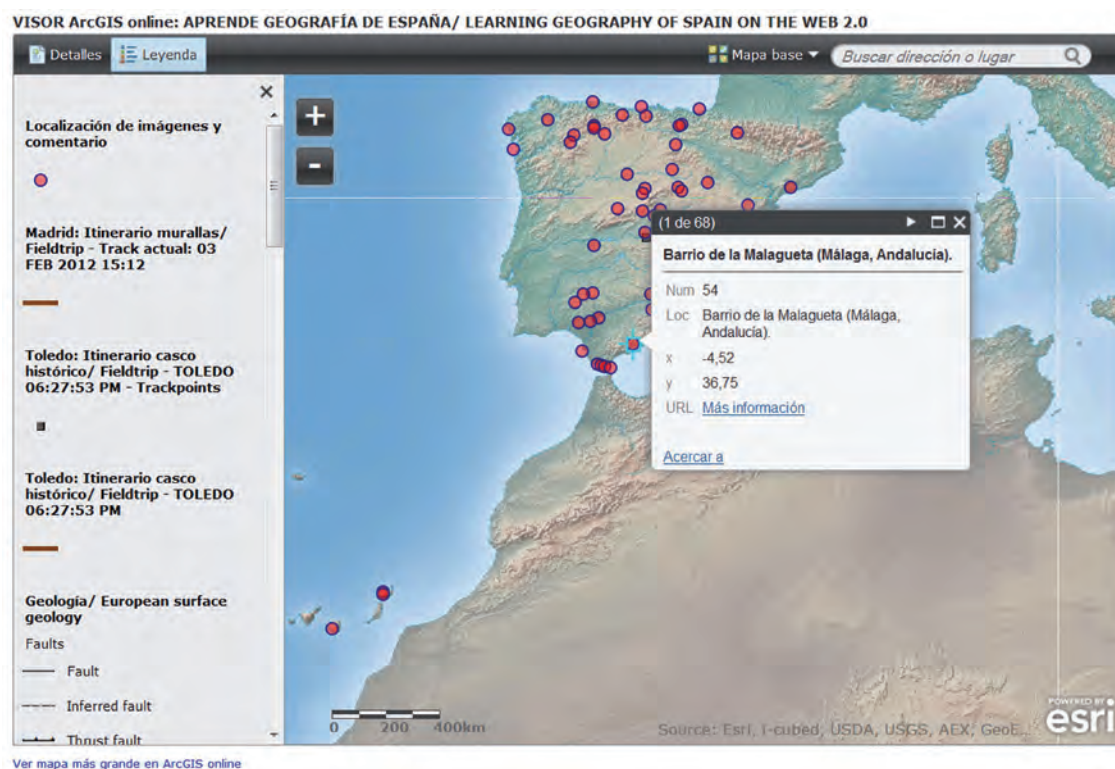 VISOR ArcGIS online: APRENDE GEOGRAFÍA DE ESPAÑA/ LEARNING GEOGRAPHY OF SPAIN ON THE WEB 2.0
Detalles
Leyenda
Mapa base
Buscar dirección o lugar
Localización de imágenes y
comentario
Madrid: Itinerario murallas/
Fieldtrip - Track actual: 03
FEB 2012 15:12
Toledo: Itinerario casco
histórico/ Fieldtrip - TOLEDO
06:27:53 PM - Trackpoints
Toledo: Itinerario casco
histórico/ Fieldtrip - TOLEDO
06:27:53 PM
Geología/ European surface
geology
Faults
Fault
Inferred fault
Thrust fault
+
-
(1 de 68)
Barrio de la Malagueta (Málaga, Andalucía).
Num 54
Loc Barrio de la Malagueta (Málaga,
Andalucía).
x -4,52
y 36,75
URL Más información
Acercar a
0 200 400km
Source: Esri, i-cubed, USDA, USGS, AEX, GeoE...
POWERED BY
esri
Ver mapa más grande en ArcGIS online